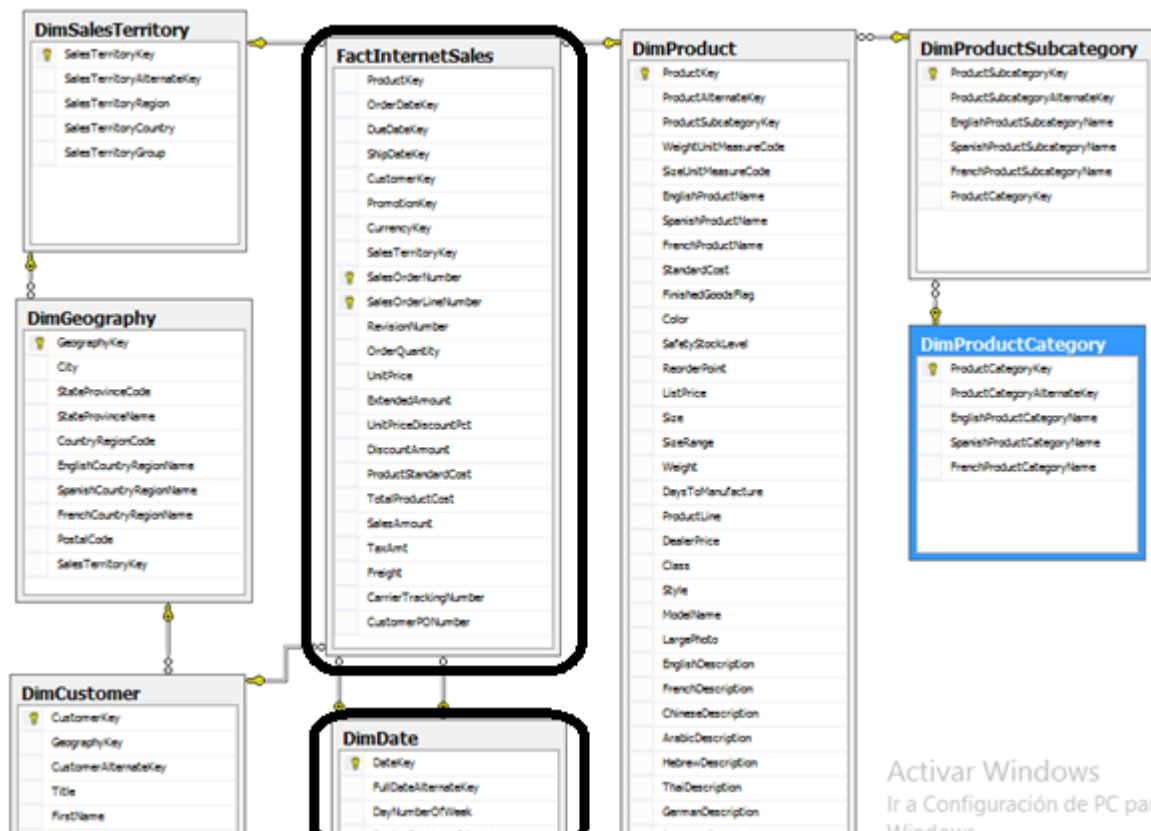 DimSalesTerritory
SalesTerritoryKey
SalesTerritoryAlternateKey
SalesTerritoryRegion
SalesTerritoryCountry
SalesTerritoryGroup
DimGeography
GeographyKey
City
StateProvinceCode
StateProvinceName
CountryRegionCode
EnglishCountryRegionName
SpanishCountryRegionName
FrenchCountryRegionName
PostalCode
SalesTerritoryKey
DimCustomer
CustomerKey
GeographyKey
CustomerAlternateKey
Title
FirstName
FactInternetSales
ProductKey
OrderDateKey
DueDateKey
ShipDateKey
CustomerKey
PromotionKey
CurrencyKey
SalesTerritoryKey
SalesOrderNumber
SalesOrderLineNumber
RevisionNumber
OrderQuantity
UnitPrice
ExtendedAmount
UnitPriceDiscountPct
DiscountAmount
ProductStandardCost
TotalProductCost
SalesAmount
TaxAmt
Freight
CarrierTrackingNumber
CustomerPONumber
DimDate
DateKey
FullDateAlternateKey
DayNumberOfWeek
DimProduct
ProductKey
ProductAlternateKey
ProductSubcategoryKey
WeightUnitMeasureCode
SizeUnitMeasureCode
EnglishProductName
SpanishProductName
FrenchProductName
StandardCost
FinishedGoodsFlag
Color
SafetyStockLevel
ReorderPoint
ListPrice
Size
SizeRange
Weight
DaysToManufacture
ProductLine
DealerPrice
Class
Style
ModelName
LargePhoto
EnglishDescription
FrenchDescription
ChineseDescription
ArabicDescription
HebrewDescription
ThaiDescription
GermanDescription
DimProductSubcategory
ProductSubcategoryKey
ProductSubcategoryAlternateKey
EnglishProductSubcategoryName
SpanishProductSubcategoryName
FrenchProductSubcategoryName
ProductCategoryKey
DimProductCategory
ProductCategoryKey
ProductCategoryAlternateKey
EnglishProductCategoryName
SpanishProductCategoryName
FrenchProductCategoryName
Activar Windows
Ir a Configuración de PC par
Windows